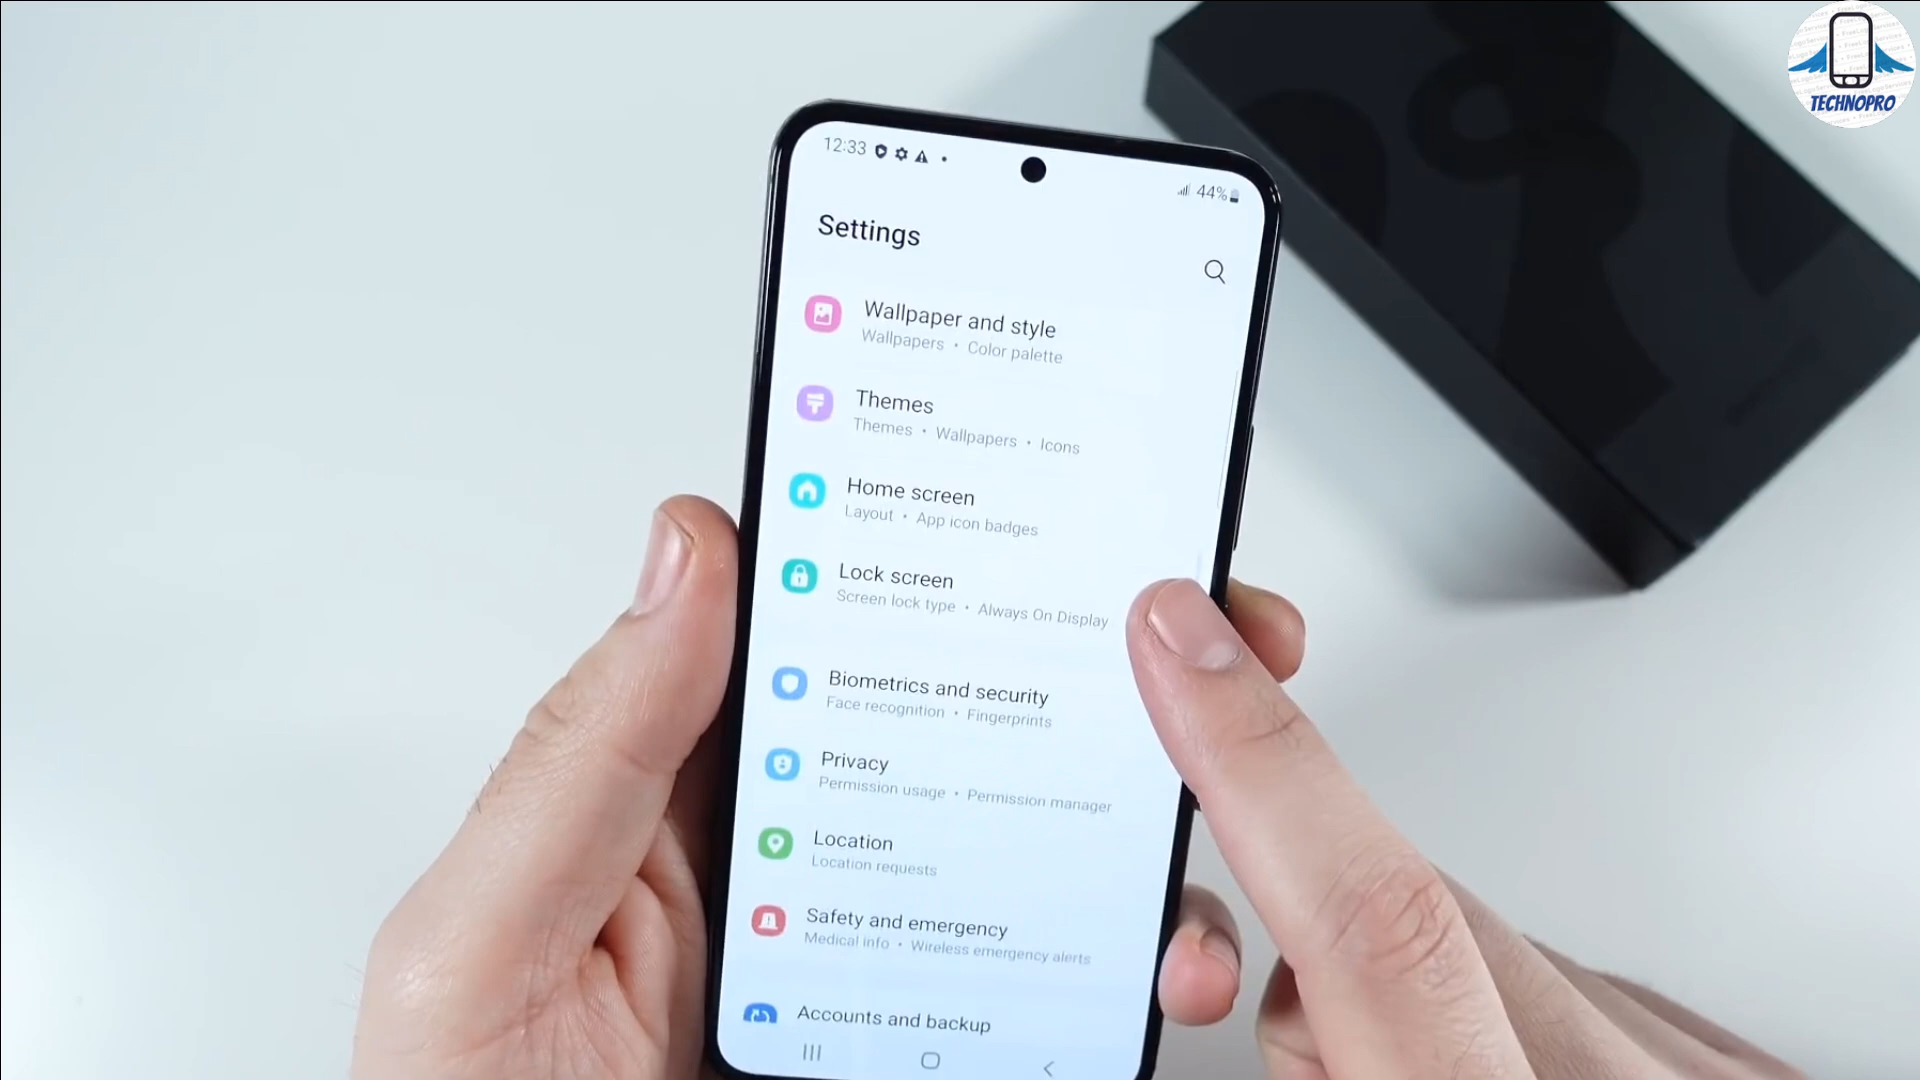 TECHNOPRO
12:33
44%
Settings
Wallpaper and style
Wallpapers • Color palette
Themes
Themes • Wallpapers • Icons
Home screen
Layout • App icon badges
Lock screen
Screen lock type • Always On Display
Biometrics and security
Face recognition • Fingerprints
Privacy
Permission usage • Permission manager
Location
Location requests
Safety and emergency
Medical info • Wireless emergency alerts
Accounts and backup